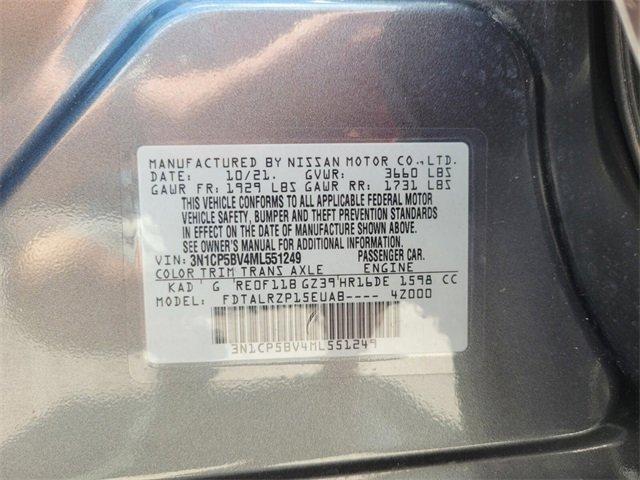 MANUFACTURED BY NISSAN MOTOR CO.,LTD.
DATE: 10/21. GVWR: 3660 LBS
GAWR FR: 1929 LBS GAWR RR: 1731 LBS
THIS VEHICLE CONFORMS TO ALL APPLICABLE FEDERAL MOTOR
VEHICLE SAFETY, BUMPER AND THEFT PREVENTION STANDARDS
IN EFFECT ON THE DATE OF MANUFACTURE SHOWN ABOVE.
SEE OWNER'S MANUAL FOR ADDITIONAL INFORMATION.
VIN: 3N1CP5BV4ML551249 PASSENGER CAR.
COLOR TRIM TRANS AXLE ENGINE
KAD G RE0F11B GZ39 HR16DE 1598 CC
MODEL: FDTALRZP15EUAB---- 4Z000
3N1CP5BV4ML551249